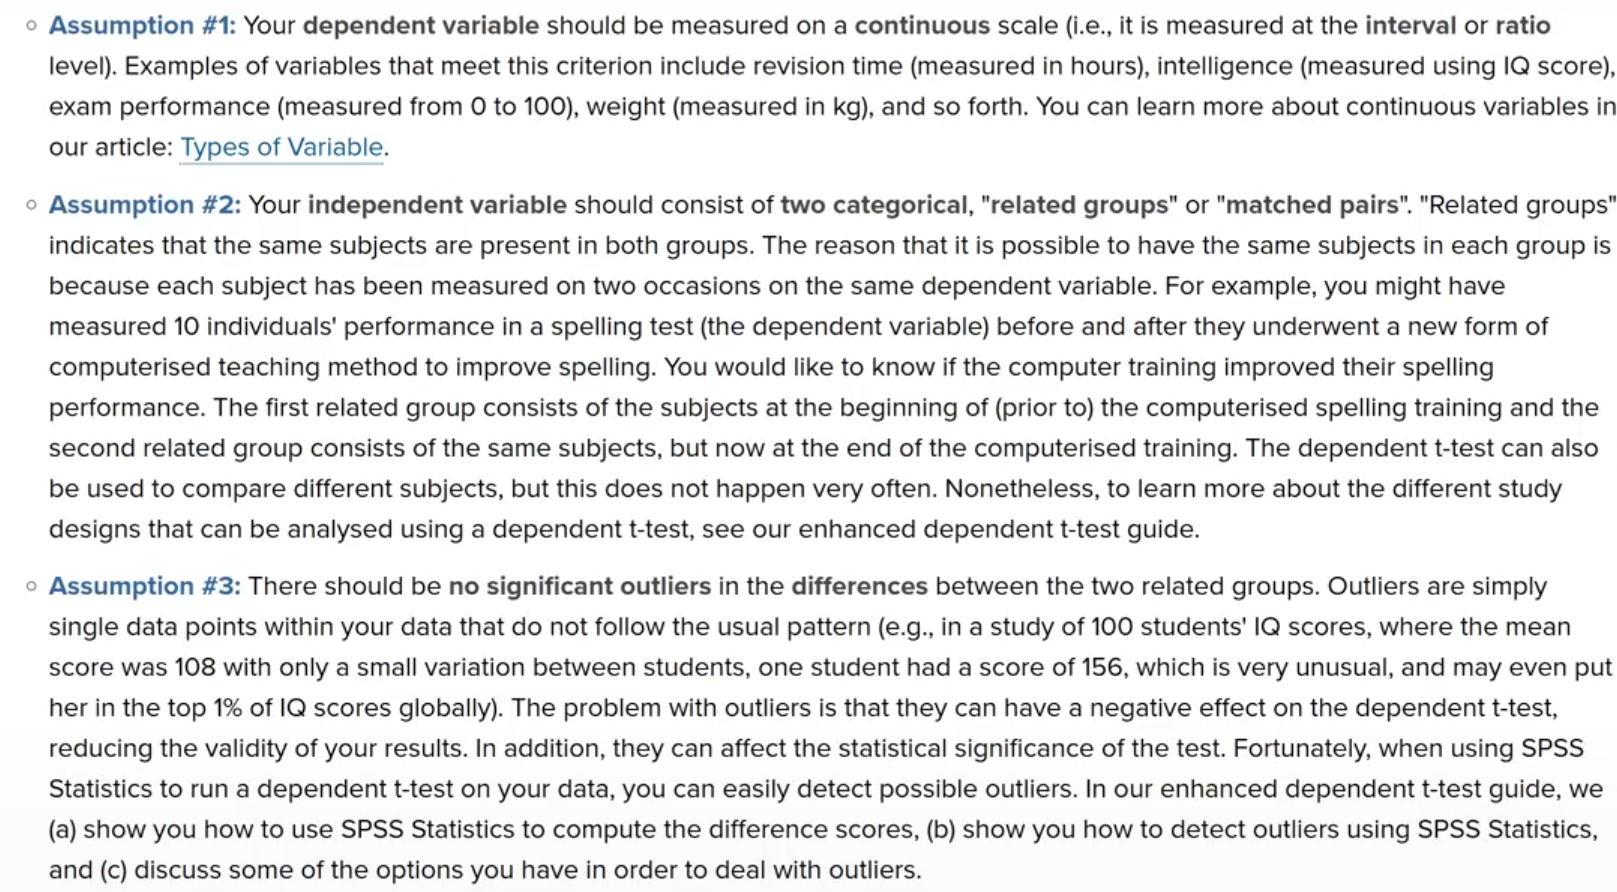 Assumption #1: Your dependent variable should be measured on a continuous scale (i.e., it is measured at the interval or ratio
level). Examples of variables that meet this criterion include revision time (measured in hours), intelligence (measured using IQ score),
exam performance (measured from 0 to 100), weight (measured in kg), and so forth. You can learn more about continuous variables in
our article: Types of Variable.
Assumption #2: Your independent variable should consist of two categorical, "related groups" or "matched pairs". "Related groups"
indicates that the same subjects are present in both groups. The reason that it is possible to have the same subjects in each group is
because each subject has been measured on two occasions on the same dependent variable. For example, you might have
measured 10 individuals' performance in a spelling test (the dependent variable) before and after they underwent a new form of
computerised teaching method to improve spelling. You would like to know if the computer training improved their spelling
performance. The first related group consists of the subjects at the beginning of (prior to) the computerised spelling training and the
second related group consists of the same subjects, but now at the end of the computerised training. The dependent t-test can also
be used to compare different subjects, but this does not happen very often. Nonetheless, to learn more about the different study
designs that can be analysed using a dependent t-test, see our enhanced dependent t-test guide.
Assumption #3: There should be no significant outliers in the differences between the two related groups. Outliers are simply
single data points within your data that do not follow the usual pattern (e.g., in a study of 100 students' IQ scores, where the mean
score was 108 with only a small variation between students, one student had a score of 156, which is very unusual, and may even put
her in the top 1% of IQ scores globally). The problem with outliers is that they can have a negative effect on the dependent t-test,
reducing the validity of your results. In addition, they can affect the statistical significance of the test. Fortunately, when using SPSS
Statistics to run a dependent t-test on your data, you can easily detect possible outliers. In our enhanced dependent t-test guide, we
(a) show you how to use SPSS Statistics to compute the difference scores, (b) show you how to detect outliers using SPSS Statistics,
and (c) discuss some of the options you have in order to deal with outliers.